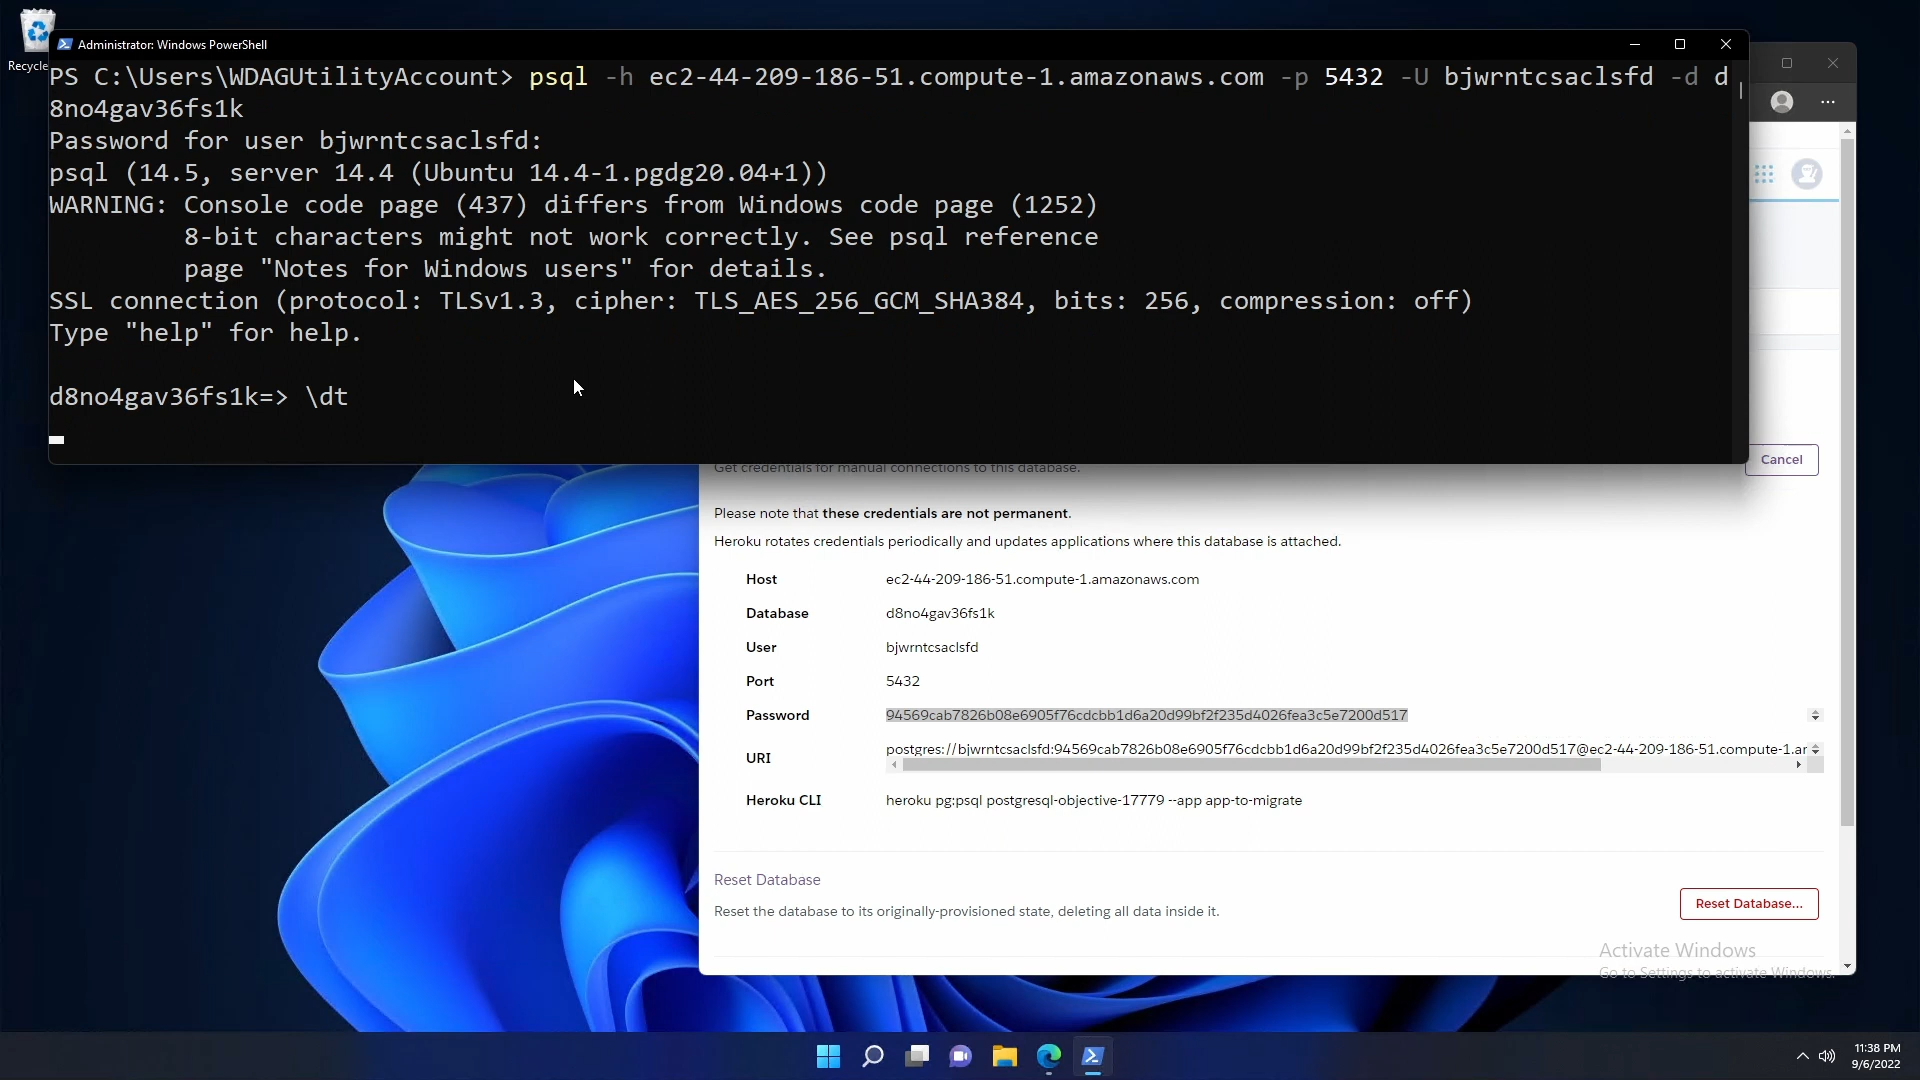 Recycle
Administrator: Windows PowerShell
PS C:\Users\WDAGUtilityAccount> psql -h ec2-44-209-186-51.compute-1.amazonaws.com -p 5432 -U bjwrntcsaclsfd -d d
8no4gav36fs1k
Password for user bjwrntcsaclsfd:
psql (14.5, server 14.4 (Ubuntu 14.4-1.pgdg20.04+1))
WARNING: Console code page (437) differs from Windows code page (1252)
8-bit characters might not work correctly. See psql reference
page "Notes for Windows users" for details.
SSL connection (protocol: TLSv1.3, cipher: TLS_AES_256_GCM_SHA384, bits: 256, compression: off)
Type "help" for help.
d8no4gav36fs1k=> \dt
Get credentials for manual connections to this database.
Cancel
Please note that these credentials are not permanent.
Heroku rotates credentials periodically and updates applications where this database is attached.
Host ec2-44-209-186-51.compute-1.amazonaws.com
Database d8no4gav36fs1k
User bjwrntcsaclsfd
Port 5432
Password 94569cab7826b08e6905f76cdcbb1d6a20d99bf2f235d4026fea3c5e7200d517
URI postgres://bjwrntcsaclsfd:94569cab7826b08e6905f76cdcbb1d6a20d99bf2f235d4026fea3c5e7200d517@ec2-44-209-186-51.compute-1.ar
Heroku CLI heroku pg:psql postgresql-objective-17779 --app app-to-migrate
Reset Database
Reset the database to its originally-provisioned state, deleting all data inside it.
Reset Database...
Activate Windows
Go to Settings to activate Windows.
11:38 PM
9/6/2022